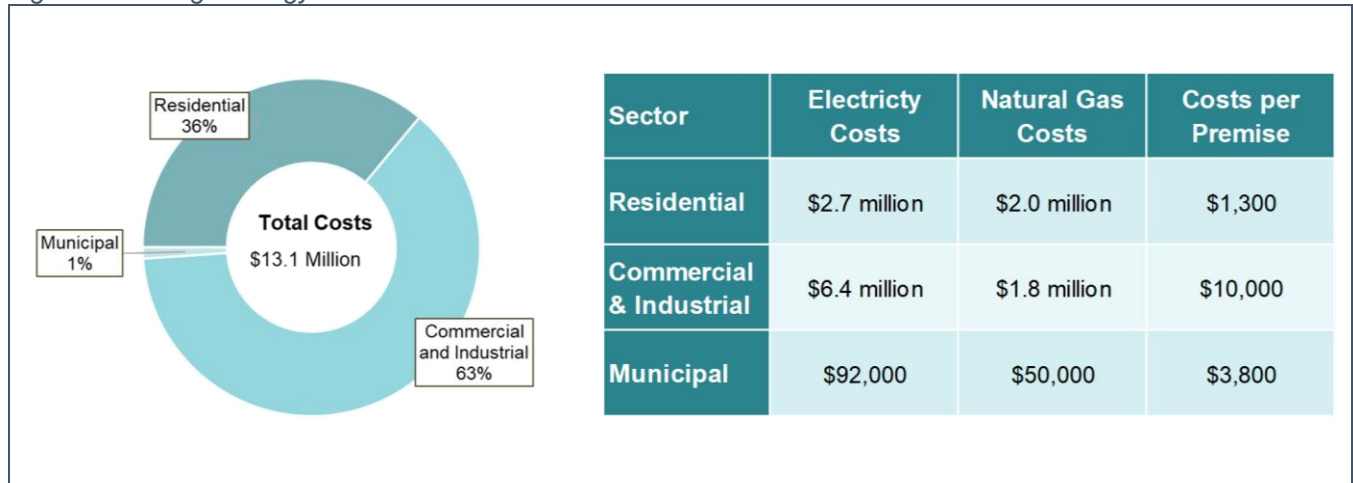 Residential
36%
Municipal
1%
Total Costs
$13.1 Million
Commercial
and Industrial
63%
Sector
Electricty
Costs
Natural Gas
Costs
Costs per
Premise
Residential
$2.7 million
$2.0 million
$1,300
Commercial
& Industrial
$6.4 million
$1.8 million
$10,000
Municipal
$92,000
$50,000
$3,800